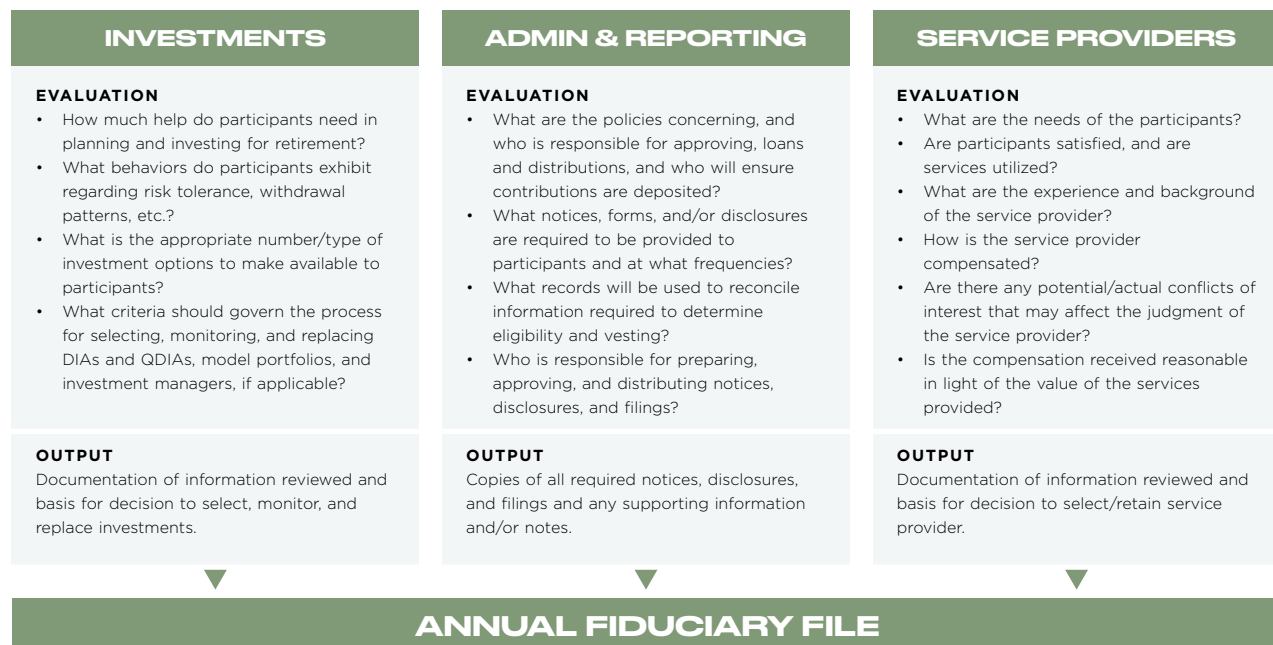 INVESTMENTS
EVALUATION
• How much help do participants need in
planning and investing for retirement?
• What behaviors do participants exhibit
regarding risk tolerance, withdrawal
patterns, etc.?
• What is the appropriate number/type of
investment options to make available to
participants?
• What criteria should govern the process
for selecting, monitoring, and replacing
DIAs and QDIAs, model portfolios, and
investment managers, if applicable?
OUTPUT
Documentation of information reviewed and
basis for decision to select, monitor, and
replace investments.
ADMIN & REPORTING
EVALUATION
• What are the policies concerning, and
who is responsible for approving, loans
and distributions, and who will ensure
contributions are deposited?
• What notices, forms, and/or disclosures
are required to be provided to
participants and at what frequencies?
• What records will be used to reconcile
information required to determine
eligibility and vesting?
• Who is responsible for preparing,
approving, and distributing notices,
disclosures, and filings?
OUTPUT
Copies of all required notices, disclosures,
and filings and any supporting information
and/or notes.
SERVICE PROVIDERS
EVALUATION
• What are the needs of the participants?
• Are participants satisfied, and are
services utilized?
• What are the experience and background
of the service provider?
• How is the service provider
compensated?
• Are there any potential/actual conflicts of
interest that may affect the judgment of
the service provider?
• Is the compensation received reasonable
in light of the value of the services
provided?
OUTPUT
Documentation of information reviewed and
basis for decision to select/retain service
provider.
ANNUAL FIDUCIARY FILE